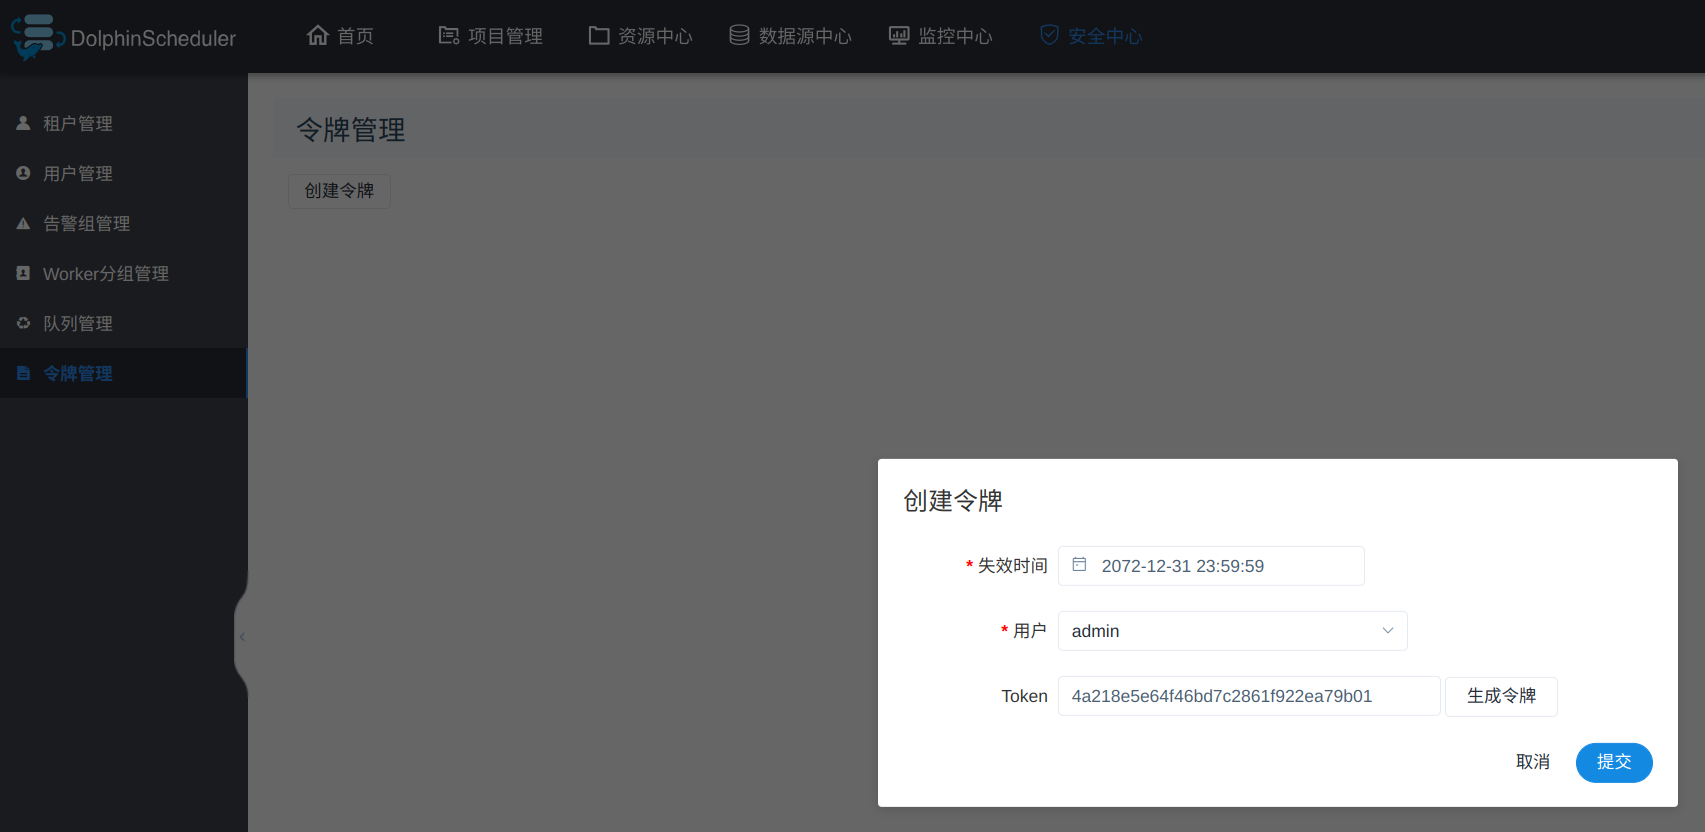 DolphinScheduler
首页
项目管理
资源中心
数据源中心
监控中心
安全中心
租户管理
用户管理
告警组管理
Worker分组管理
队列管理
令牌管理
令牌管理
创建令牌
创建令牌
* 失效时间 2072-12-31 23:59:59
* 用户 admin
Token 4a218e5e64f46bd7c2861f922ea79b01 生成令牌
取消 提交